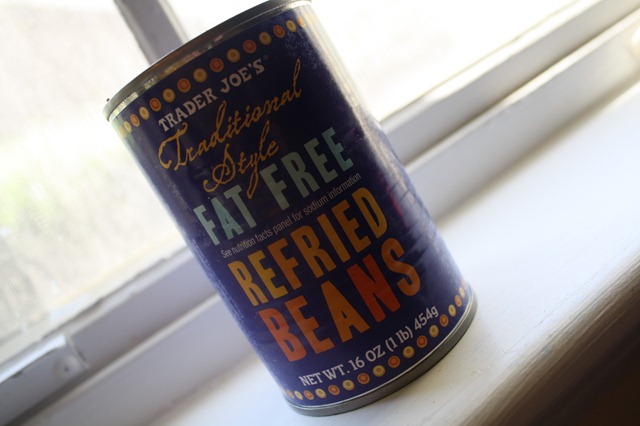 TRADER JOE'S
Traditional
Style
FAT FREE
See nutrition facts panel for sodium information
REFRIED
BEANS
NET WT. 16 OZ (1 lb) 454g